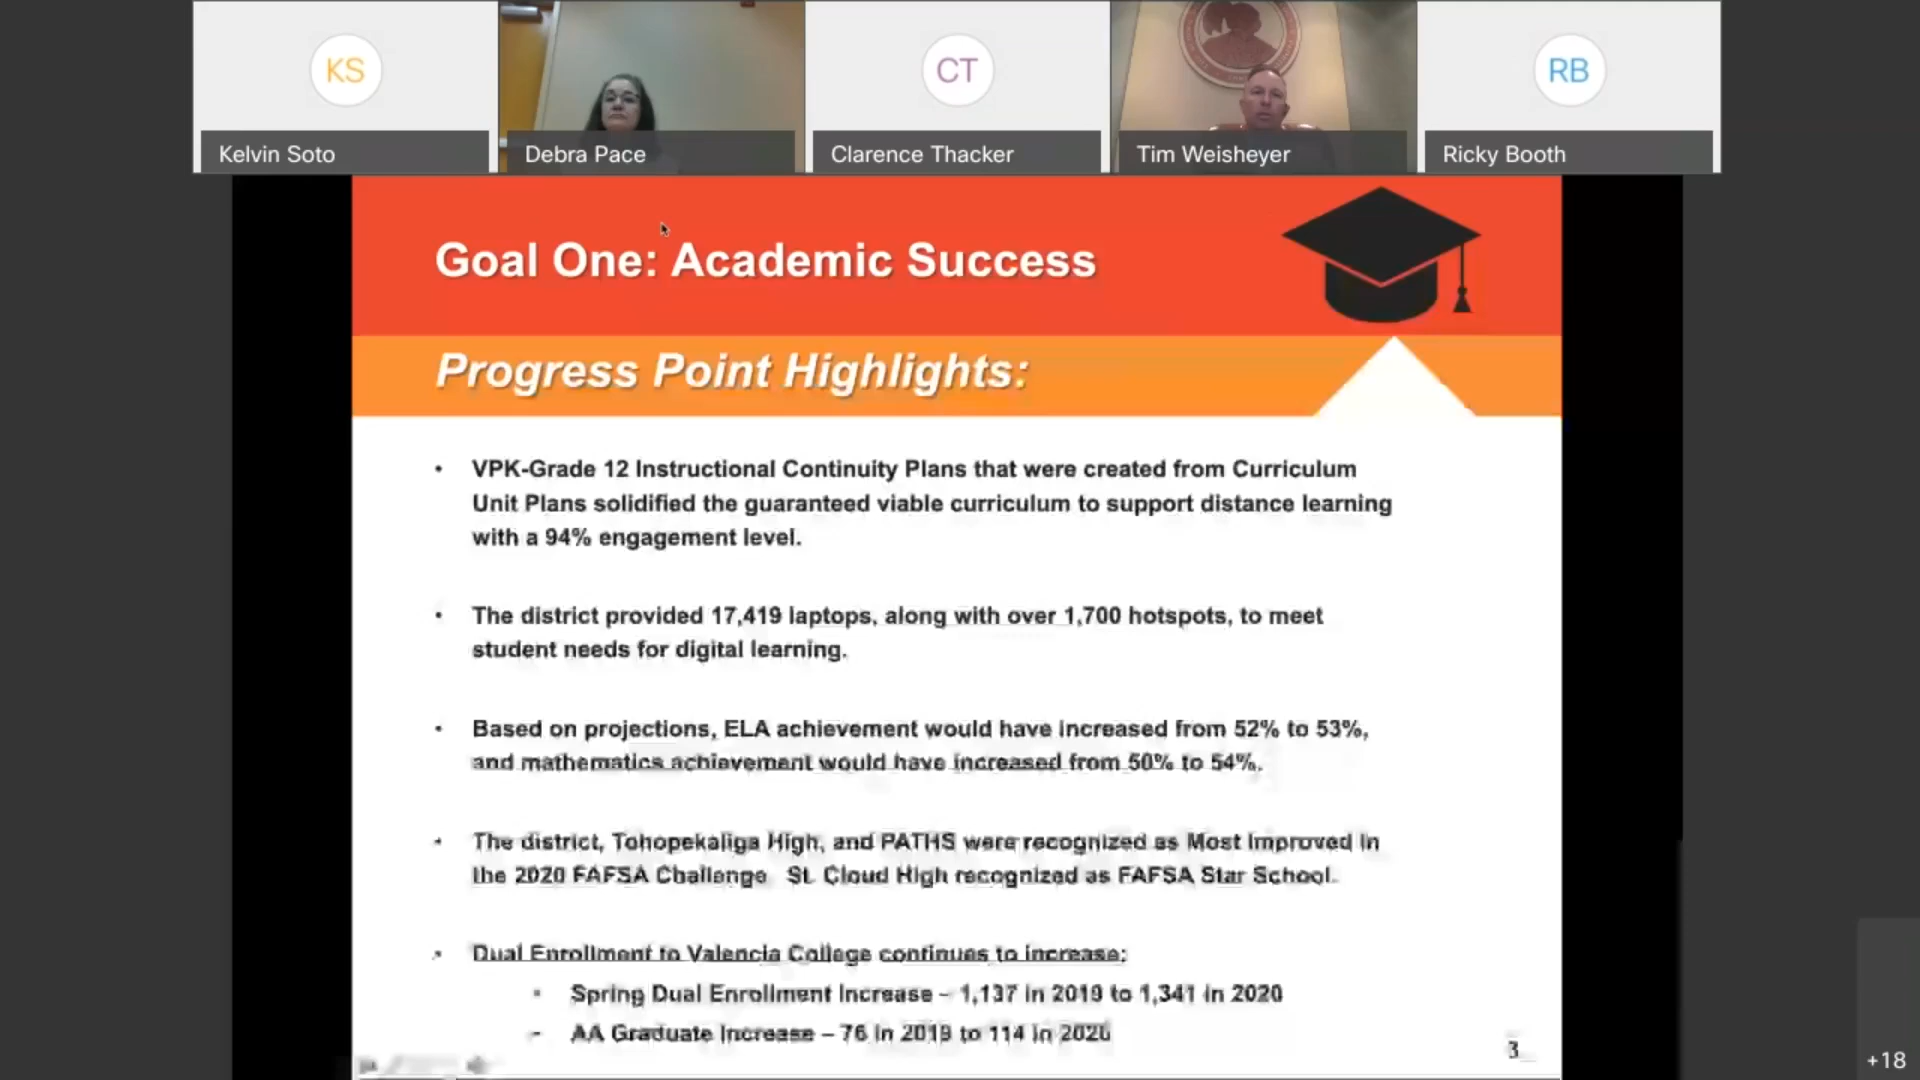 KS
CT
RB
Kelvin Soto
Debra Pace
Clarence Thacker
Tim Weisheyer
Ricky Booth
Goal One: Academic Success
Progress Point Highlights:
• VPK-Grade 12 Instructional Continuity Plans that were created from Curriculum
Unit Plans solidified the guaranteed viable curriculum to support distance learning
with a 94% engagement level.
• The district provided 17,419 laptops, along with over 1,700 hotspots, to meet
student needs for digital learning.
• Based on projections, ELA achievement would have increased from 52% to 53%,
and mathematics achievement would have increased from 50% to 54%.
• The district, Tohopekaliga High, and PATHS were recognized as Most Improved in
the 2020 FAFSA Challenge. St. Cloud High recognized as FAFSA Star School.
• Dual Enrollment to Valencia College continues to increase:
• Spring Dual Enrollment Increase – 1,137 in 2019 to 1,341 in 2020
- AA Graduate Increase – 76 in 2019 to 114 in 2020
3
+18